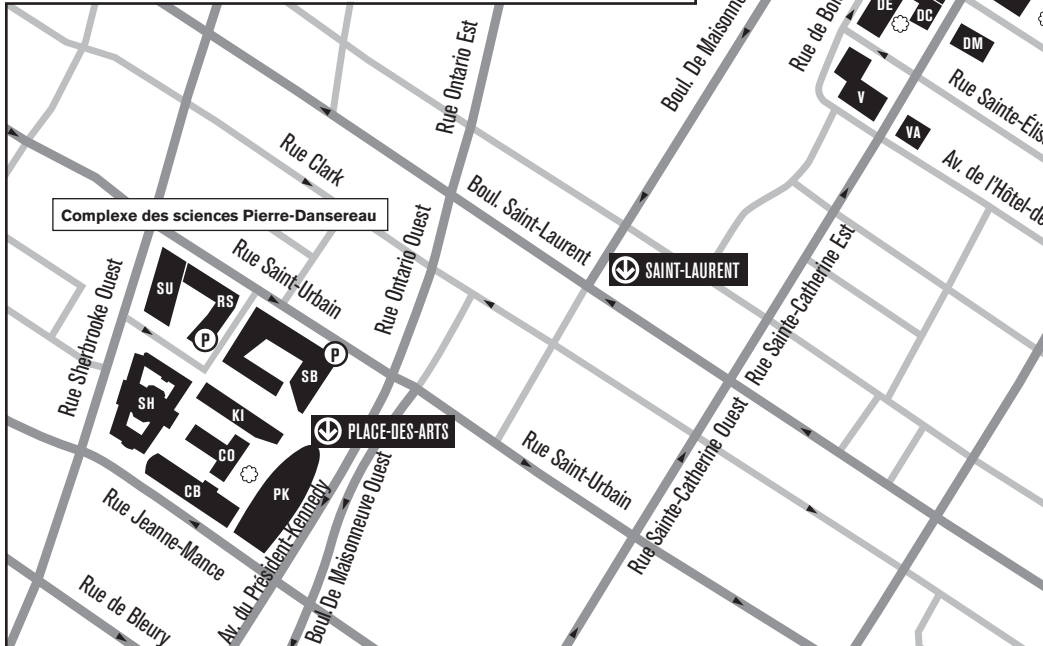 DE
DC
DM
V
VA
Boul. De Maisonne
Rue de Boi
Rue Sainte-Élis
Av. de l'Hôtel-de
Rue Ontario Est
Rue Clark
Boul. Saint-Laurent
Complexe des sciences Pierre-Dansereau
Rue Saint-Urbain
Rue Ontario Ouest
SAINT-LAURENT
Rue Sainte-Catherine Est
Rue Sherbrooke Ouest
SU
RS
P
P
SB
SH
KI
PLACE-DES-ARTS
CO
CB
PK
Rue Saint-Urbain
Rue Sainte-Catherine Ouest
Rue Jeanne-Mance
Av. du Président-Kennedy
Boul. De Maisonneuve Ouest
Rue de Bleury